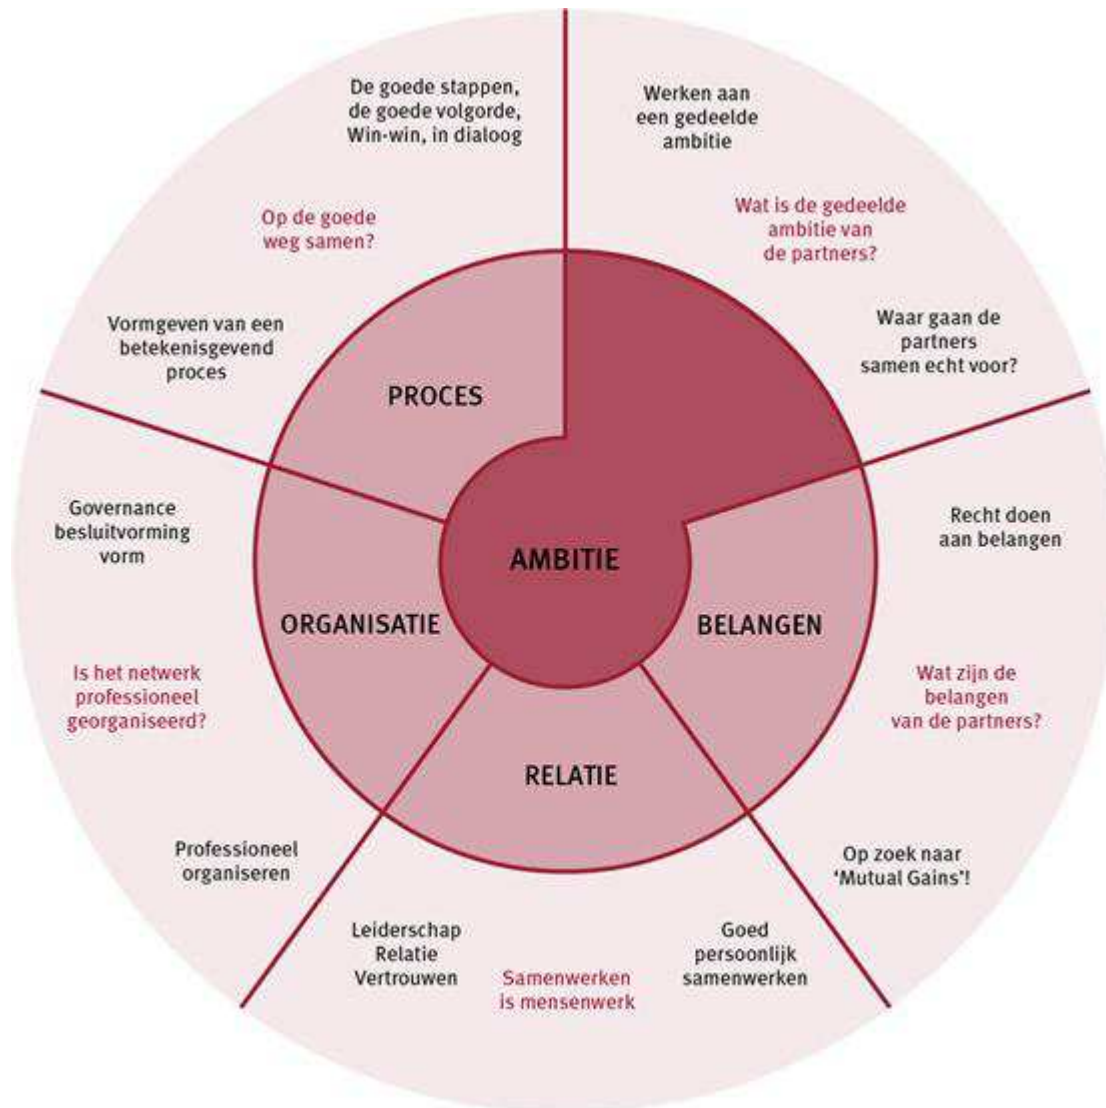 De goede stappen,
de goede volgorde,
Win-win, in dialoog
Op de goede
weg samen?
Vormgeven van een
betekenisgevend
proces
PROCES
Werken aan
een gedeelde
ambitie
Wat is de gedeelde
ambitie van
de partners?
Waar gaan de
partners
samen echt voor?
AMBITIE
Recht doen
aan belangen
Wat zijn de
belangen
van de partners?
Op zoek naar
‘Mutual Gains’!
BELANGEN
RELATIE
Goed
persoonlijk
samenwerken
Samenwerken
is mensenwerk
Leiderschap
Relatie
Vertrouwen
ORGANISATIE
Governance
besluitvorming
vorm
Is het netwerk
professioneel
georganiseerd?
Professioneel
organiseren